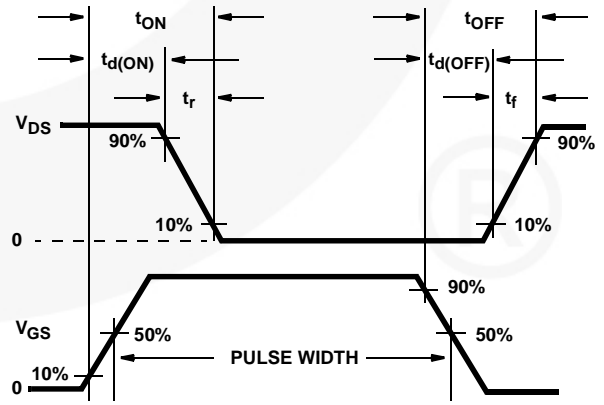 tON tOFF
td(ON) td(OFF)
tr tf
VDS
90% 90%
10% 10%
0
90%
VGS 50% 50%
PULSE WIDTH
10%
0
®